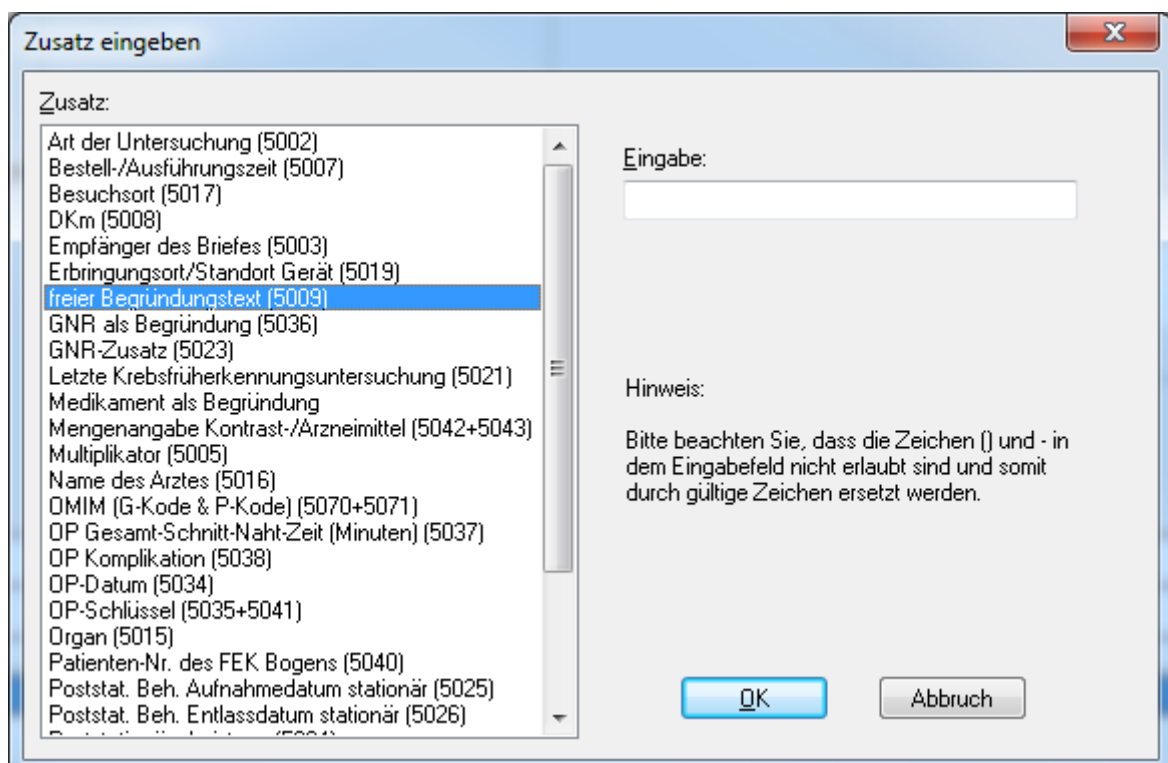 Zusatz eingeben
Zusatz:
Art der Untersuchung (5002)
Bestell-/Ausführungszeit (5007)
Besuchsort (5017)
DKm (5008)
Empfänger des Briefes (5003)
Erbringungsort/Standort Gerät (5019)
freier Begründungstext (5009)
GNR als Begründung (5036)
GNR-Zusatz (5023)
Letzte Krebsfrüherkennungsuntersuchung (5021)
Medikament als Begründung
Mengenangabe Kontrast-/Arzneimittel (5042+5043)
Multiplikator (5005)
Name des Arztes (5016)
OMIM (G-Kode & P-Kode) (5070+5071)
OP Gesamt-Schnitt-Naht-Zeit (Minuten) (5037)
OP Komplikation (5038)
OP-Datum (5034)
OP-Schlüssel (5035+5041)
Organ (5015)
Patienten-Nr. des FEK Bogens (5040)
Poststat. Beh. Aufnahmedatum stationär (5025)
Poststat. Beh. Entlassdatum stationär (5026)
Eingabe:
Hinweis:
Bitte beachten Sie, dass die Zeichen () und - in
dem Eingabefeld nicht erlaubt sind und somit
durch gültige Zeichen ersetzt werden.
OK
Abbruch